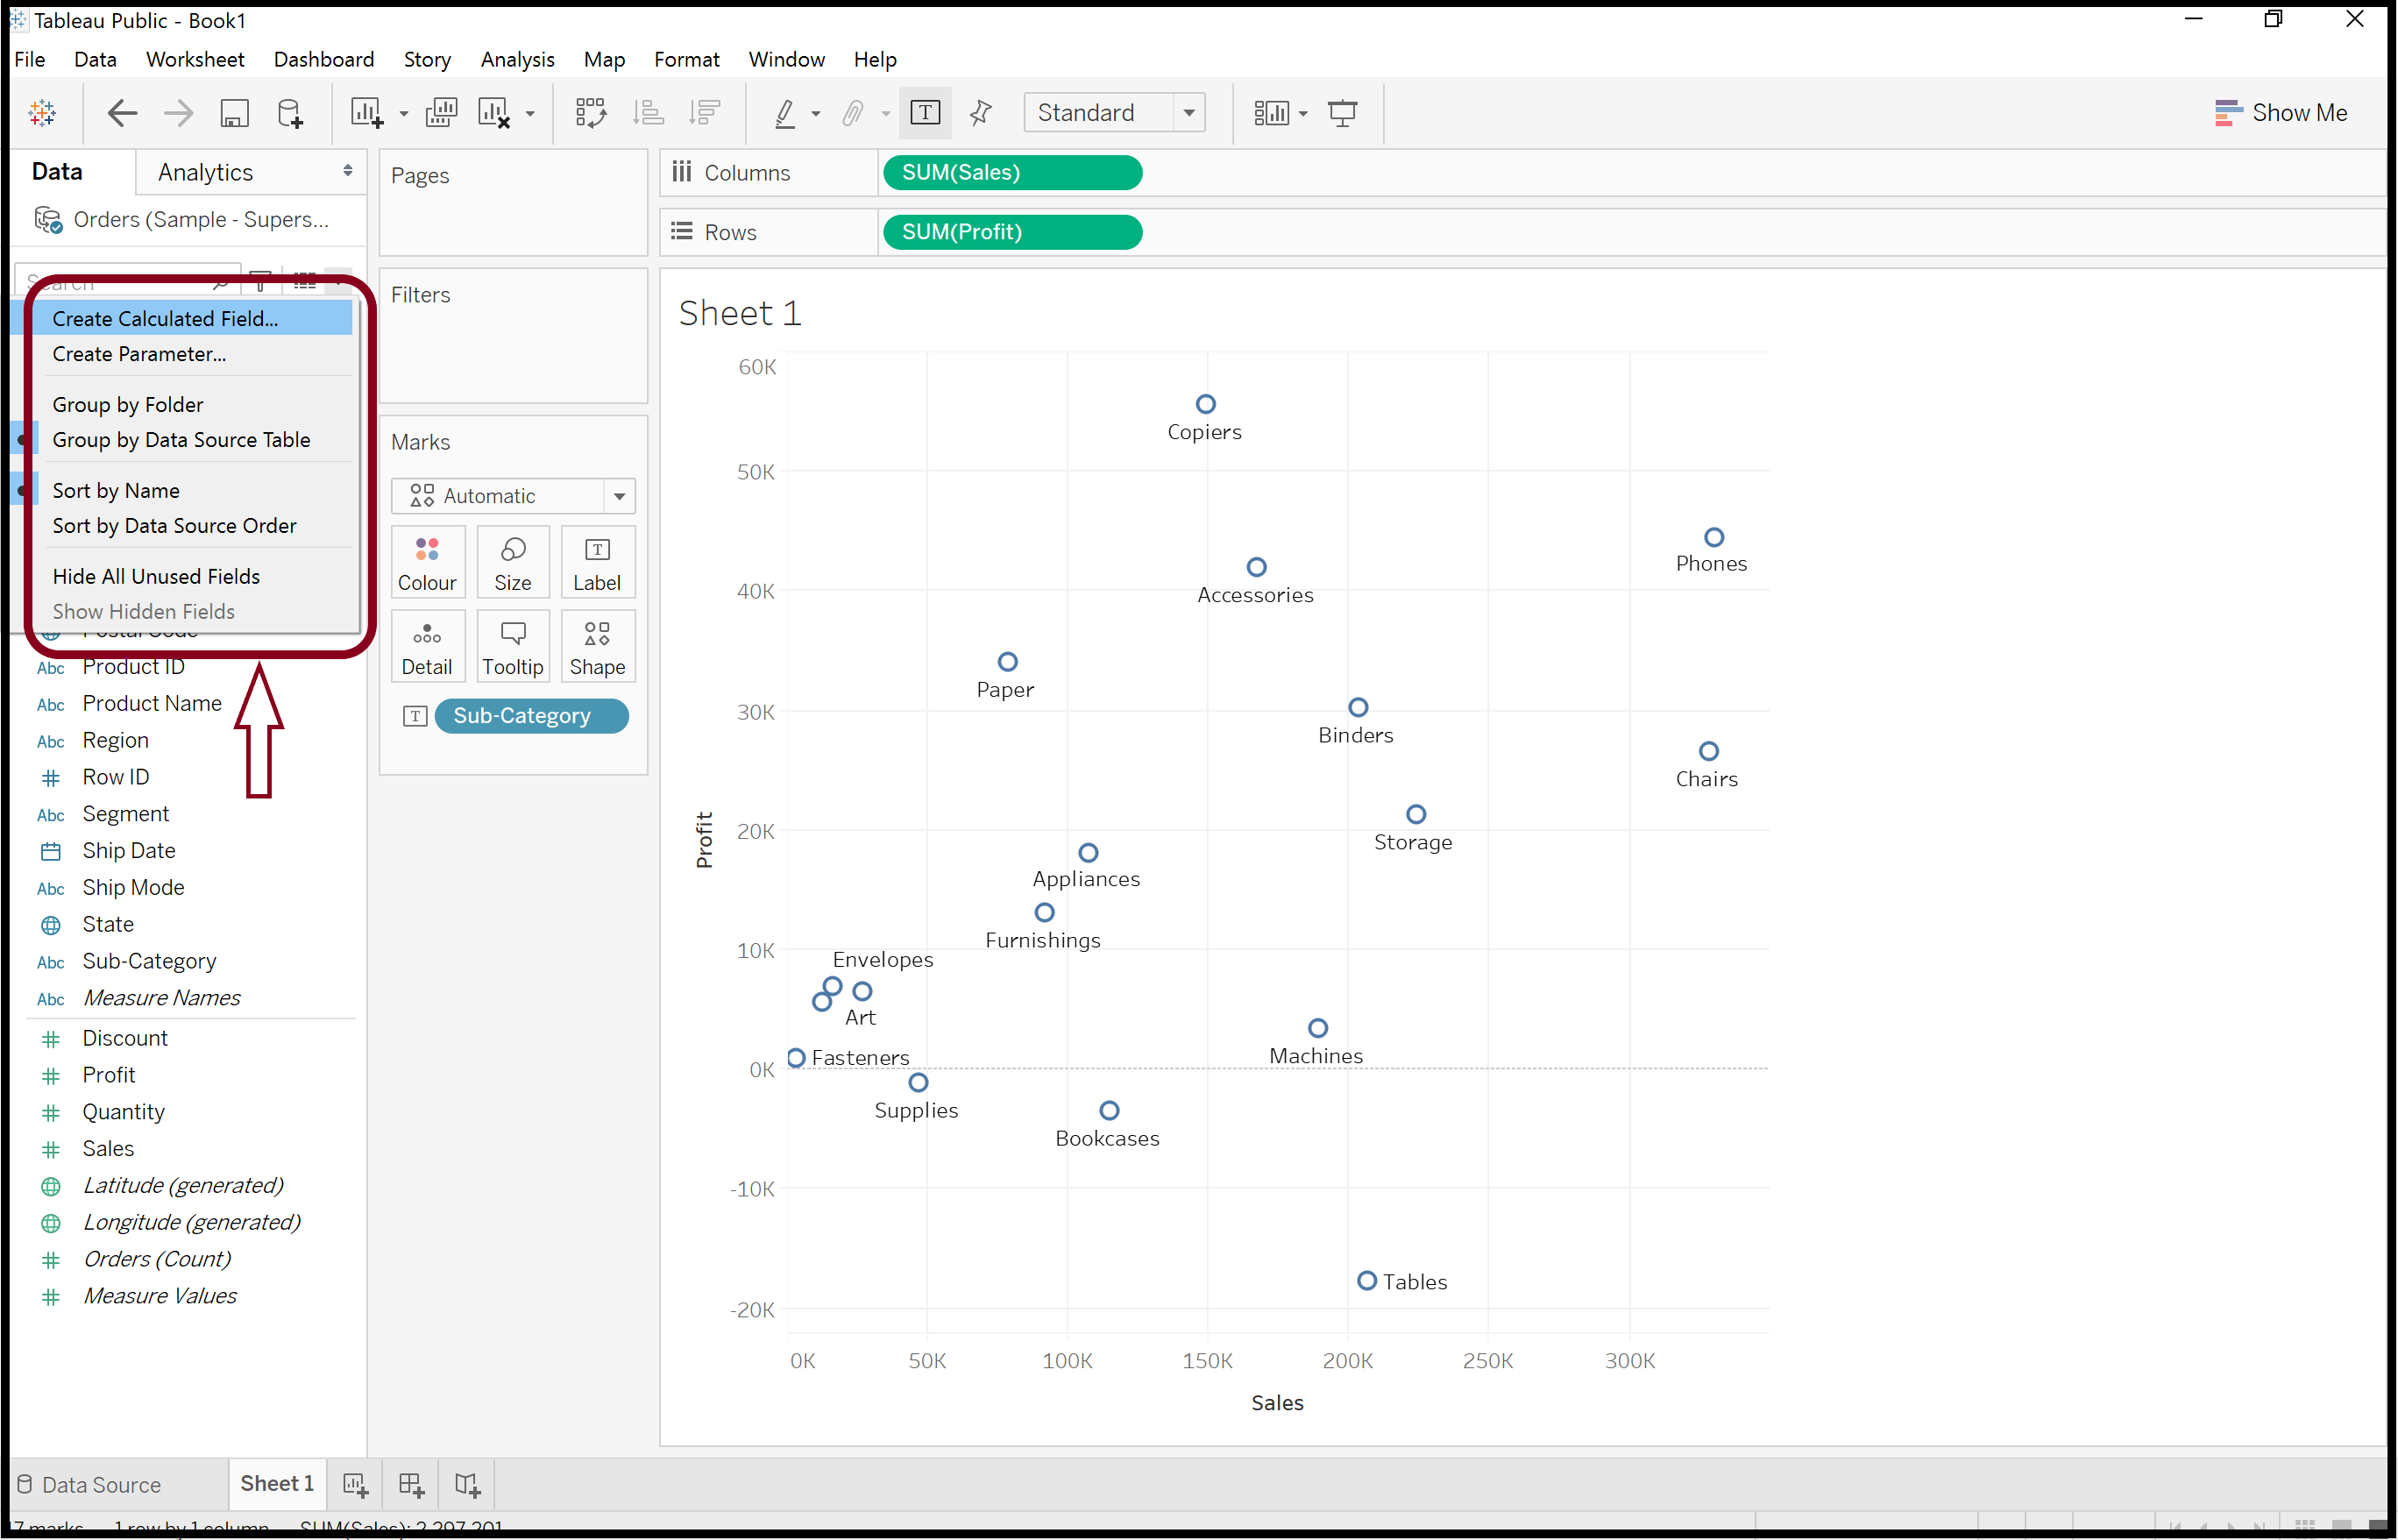 Tableau Public - Book1
File Data Worksheet Dashboard Story Analysis Map Format Window Help
Standard
Show Me
Data
Analytics
Orders (Sample - Supers...
Search
Create Calculated Field...
Create Parameter...
Group by Folder
Group by Data Source Table
Sort by Name
Sort by Data Source Order
Hide All Unused Fields
Show Hidden Fields
Postal Code
Abc Product ID
Abc Product Name
Abc Region
# Row ID
Abc Segment
Ship Date
Abc Ship Mode
State
Abc Sub-Category
Abc Measure Names
# Discount
# Profit
# Quantity
# Sales
Latitude (generated)
Longitude (generated)
# Orders (Count)
# Measure Values
Pages
Filters
Marks
Automatic
Colour Size T Label
Detail Tooltip Shape
T Sub-Category
Columns SUM(Sales)
Rows SUM(Profit)
Sheet 1
60K
50K
40K
30K
20K
10K
0K
-10K
-20K
Profit
Copiers
Phones
Accessories
Paper
Binders
Chairs
Storage
Appliances
Furnishings
Envelopes
Art
Fasteners
Machines
Supplies
Bookcases
Tables
0K 50K 100K 150K 200K 250K 300K
Sales
Data Source
Sheet 1
17 marks 1 row by 1 column SUM(Sales): 2,297,201